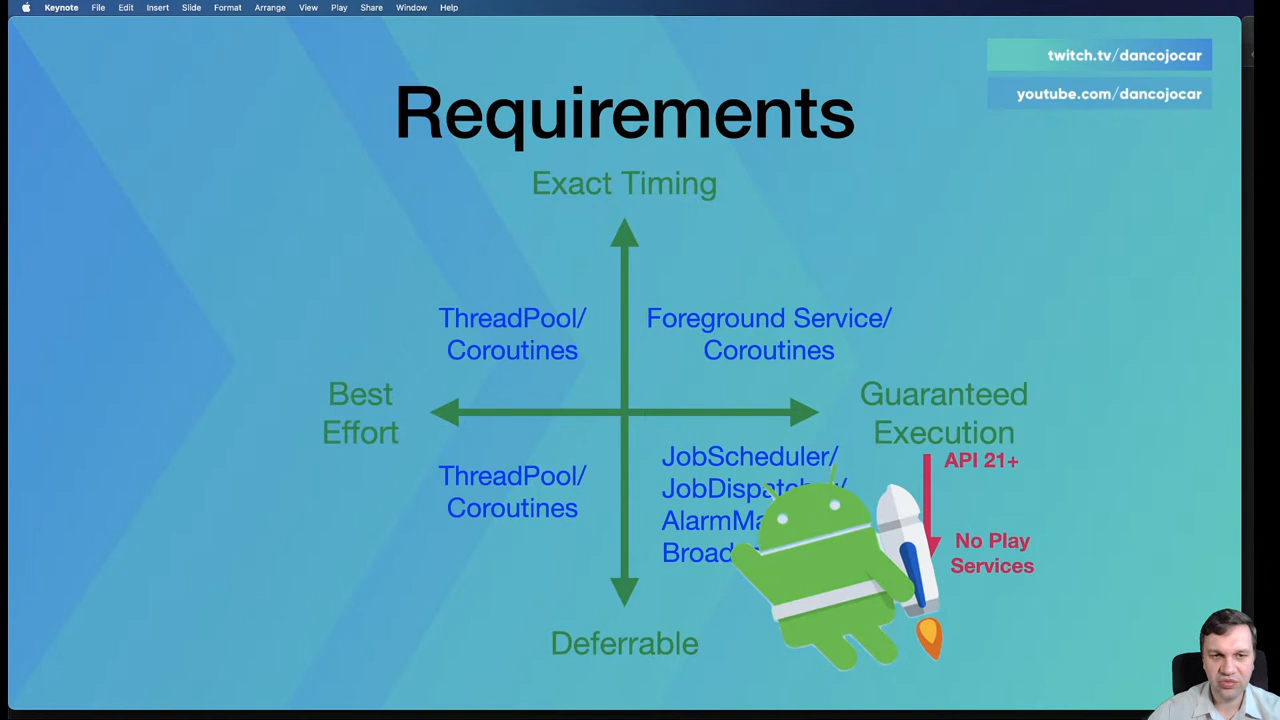 Keynote File Edit Insert Slide Format Arrange View Play Share Window Help
twitch.tv/dancojocar
youtube.com/dancojocar
Requirements
Exact Timing
ThreadPool/
Coroutines
Foreground Service/
Coroutines
Best
Effort
Guaranteed
Execution
ThreadPool/
Coroutines
JobScheduler/
API 21+
No Play
Services
Deferrable